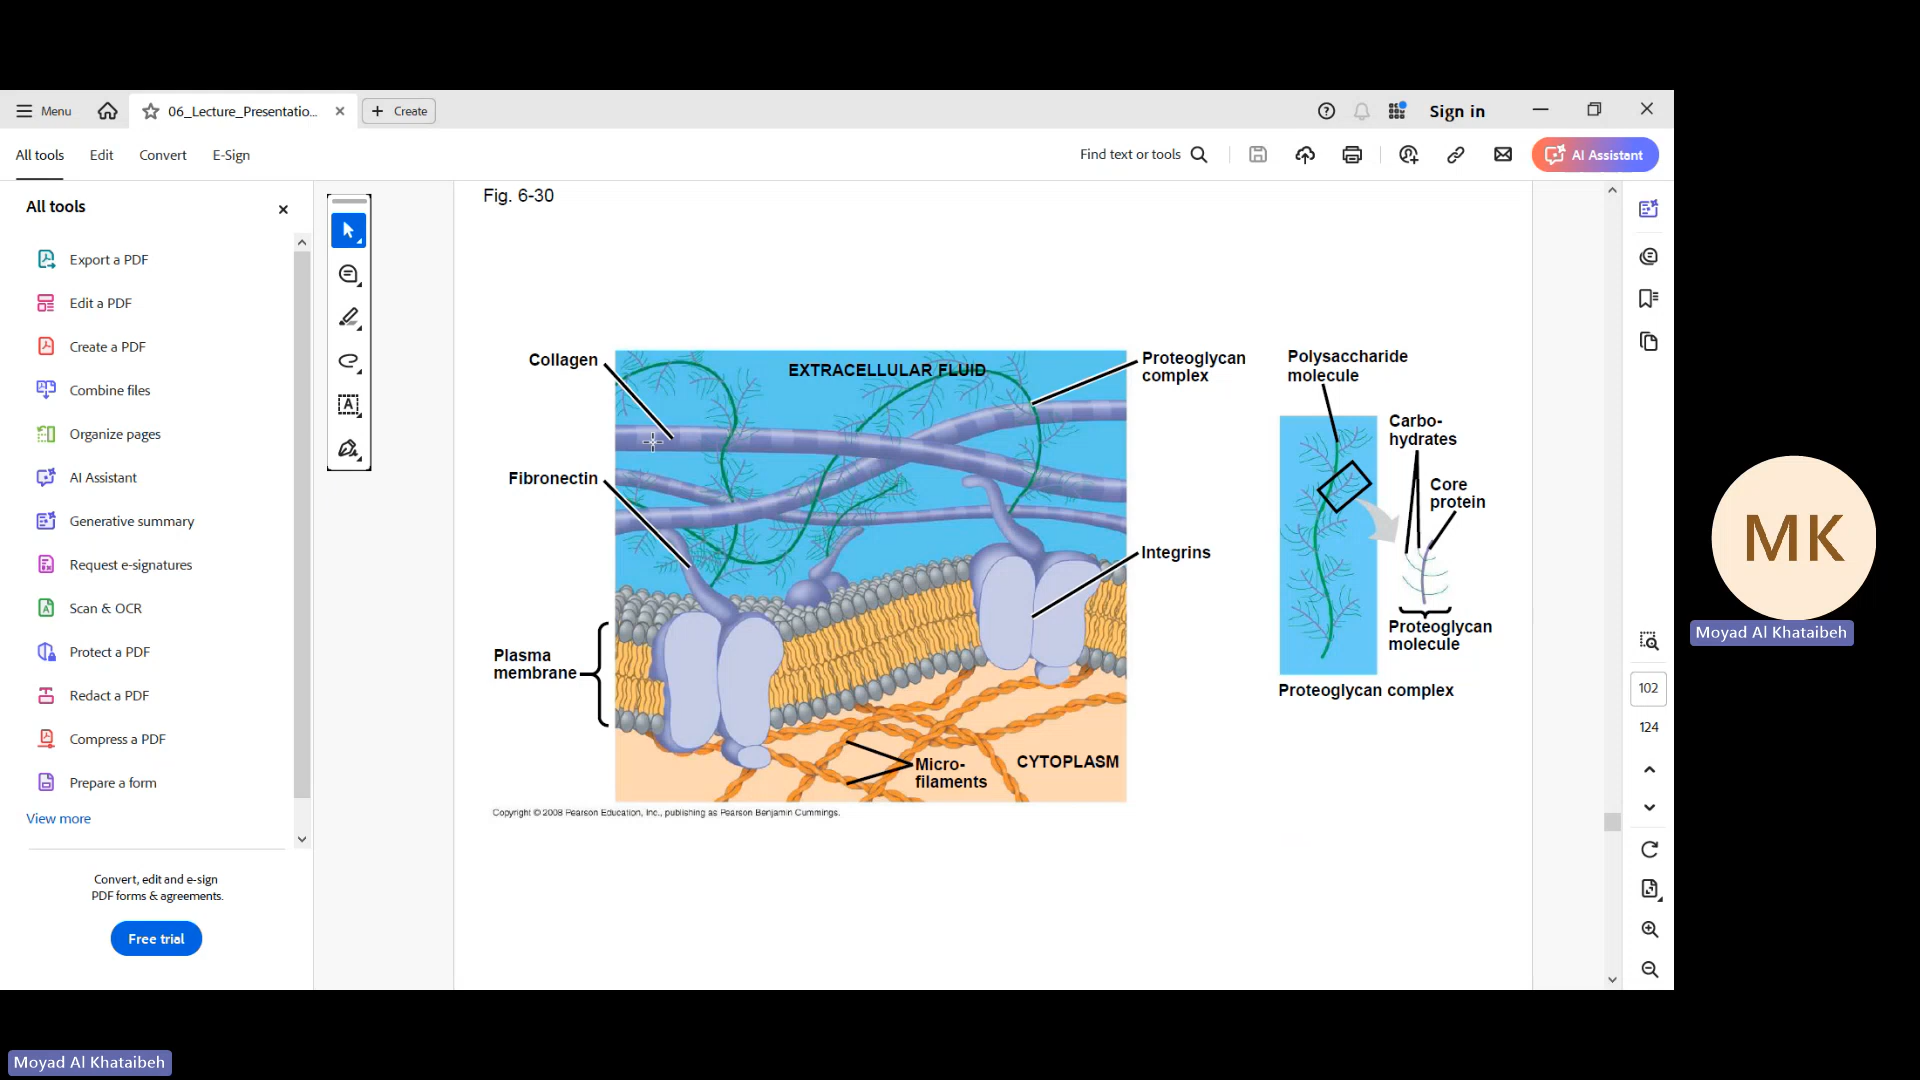 Menu
06_Lecture_Presentatio...
Create
Sign in
All tools
Edit
Convert
E-Sign
Find text or tools
AI Assistant
All tools
Export a PDF
Edit a PDF
Create a PDF
Combine files
Organize pages
AI Assistant
Generative summary
Request e-signatures
Scan & OCR
Protect a PDF
Redact a PDF
Compress a PDF
Prepare a form
View more
Convert, edit and e-sign
PDF forms & agreements.
Free trial
Fig. 6-30
Collagen
EXTRACELLULAR FLUID
Proteoglycan
complex
Fibronectin
Integrins
Plasma
membrane
Micro-
filaments
CYTOPLASM
Polysaccharide
molecule
Carbo-
hydrates
Core
protein
Proteoglycan
molecule
Proteoglycan complex
Copyright © 2008 Pearson Education, Inc., publishing as Pearson Benjamin Cummings.
102
124
MK
Moyad Al Khataibeh
Moyad Al Khataibeh